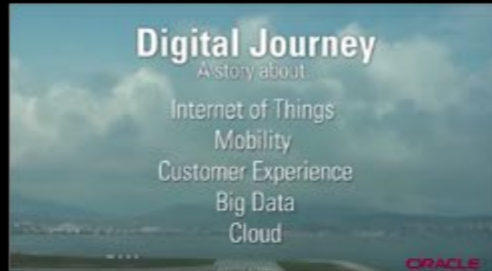 Digital Journey
A story about...
Internet of Things
Mobility
Customer Experience
Big Data
Cloud
ORACLE